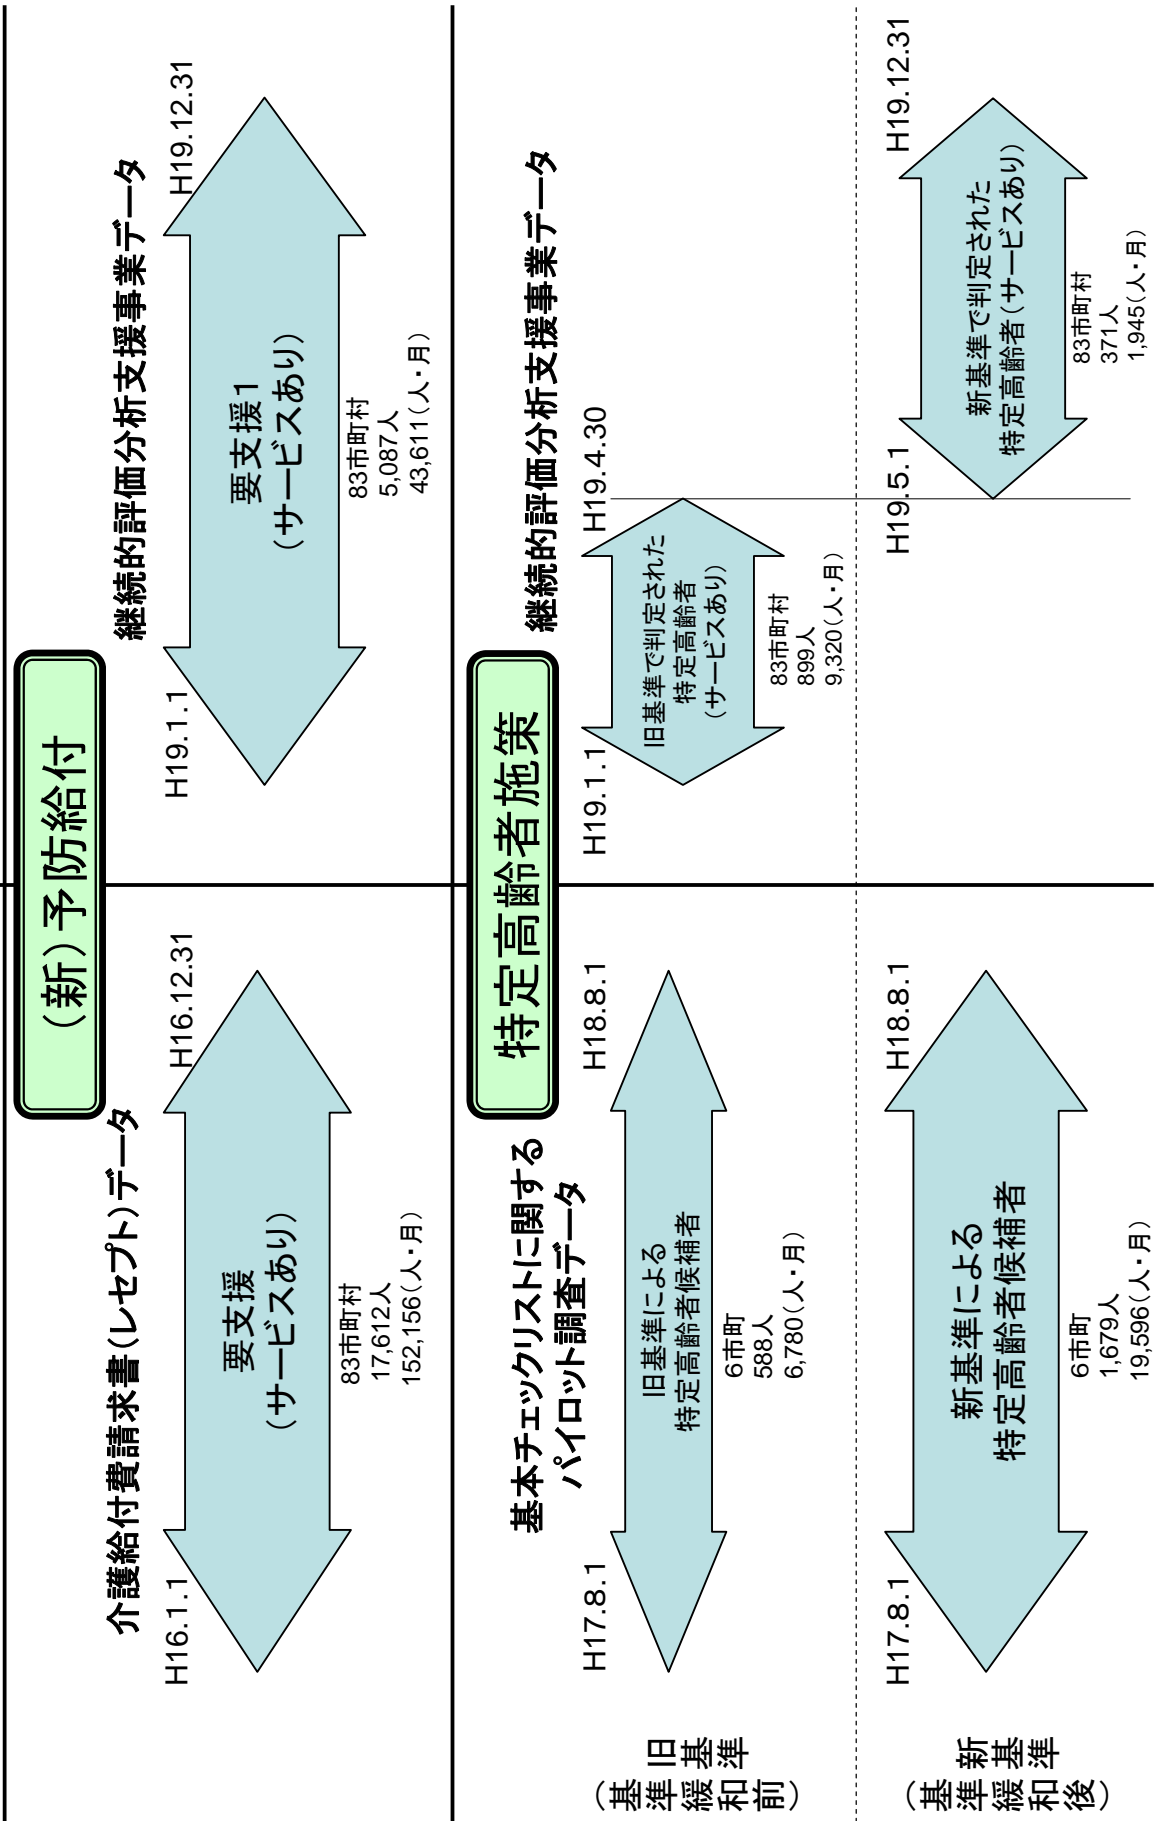 （新）予防給付
介護給付費請求書（レセプト）データ
H16.1.1
H16.12.31
要支援
（サービスあり）
83市町村
17,612人
152,156（人・月）
継続的評価分析支援事業データ
H19.1.1
H19.12.31
要支援１
（サービスあり）
83市町村
5,087人
43,611（人・月）
特定高齢者施策
基本チェックリストに関する
パイロット調査データ
継続的評価分析支援事業データ
旧基準
（基準緩和前）
H17.8.1
H18.8.1
旧基準による
特定高齢者候補者
６市町
588人
6,780（人・月）
H19.1.1
H19.4.30
旧基準で判定された
特定高齢者
（サービスあり）
83市町村
899人
9,320（人・月）
新基準
（基準緩和後）
H17.8.1
H18.8.1
新基準による
特定高齢者候補者
６市町
1,679人
19,596（人・月）
H19.5.1
H19.12.31
新基準で判定された
特定高齢者（サービスあり）
83市町村
371人
1,945（人・月）